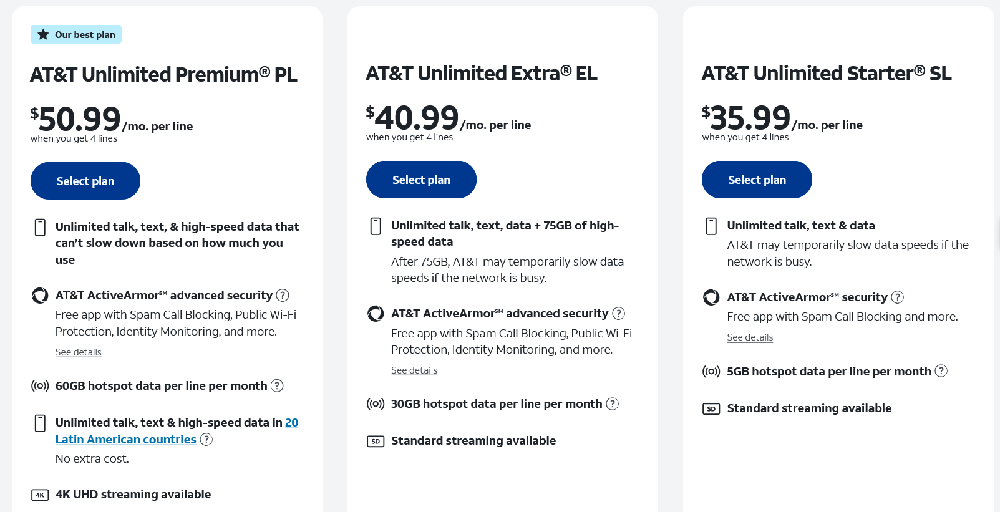 Our best plan
AT&T Unlimited Premium® PL
$50.99/mo. per line
when you get 4 lines
Select plan
Unlimited talk, text, & high-speed data that
can’t slow down based on how much you
use
AT&T ActiveArmor℠ advanced security ?
Free app with Spam Call Blocking, Public Wi-Fi
Protection, Identity Monitoring, and more.
See details
60GB hotspot data per line per month ?
Unlimited talk, text & high-speed data in 20
Latin American countries ?
No extra cost.
4K 4K UHD streaming available
AT&T Unlimited Extra® EL
$40.99/mo. per line
when you get 4 lines
Select plan
Unlimited talk, text, data + 75GB of high-
speed data
After 75GB, AT&T may temporarily slow data
speeds if the network is busy.
AT&T ActiveArmor℠ advanced security ?
Free app with Spam Call Blocking, Public Wi-Fi
Protection, Identity Monitoring, and more.
See details
30GB hotspot data per line per month ?
SD Standard streaming available
AT&T Unlimited Starter® SL
$35.99/mo. per line
when you get 4 lines
Select plan
Unlimited talk, text & data
AT&T may temporarily slow data speeds if the
network is busy.
AT&T ActiveArmor℠ security ?
Free app with Spam Call Blocking and more.
See details
5GB hotspot data per line per month ?
SD Standard streaming available